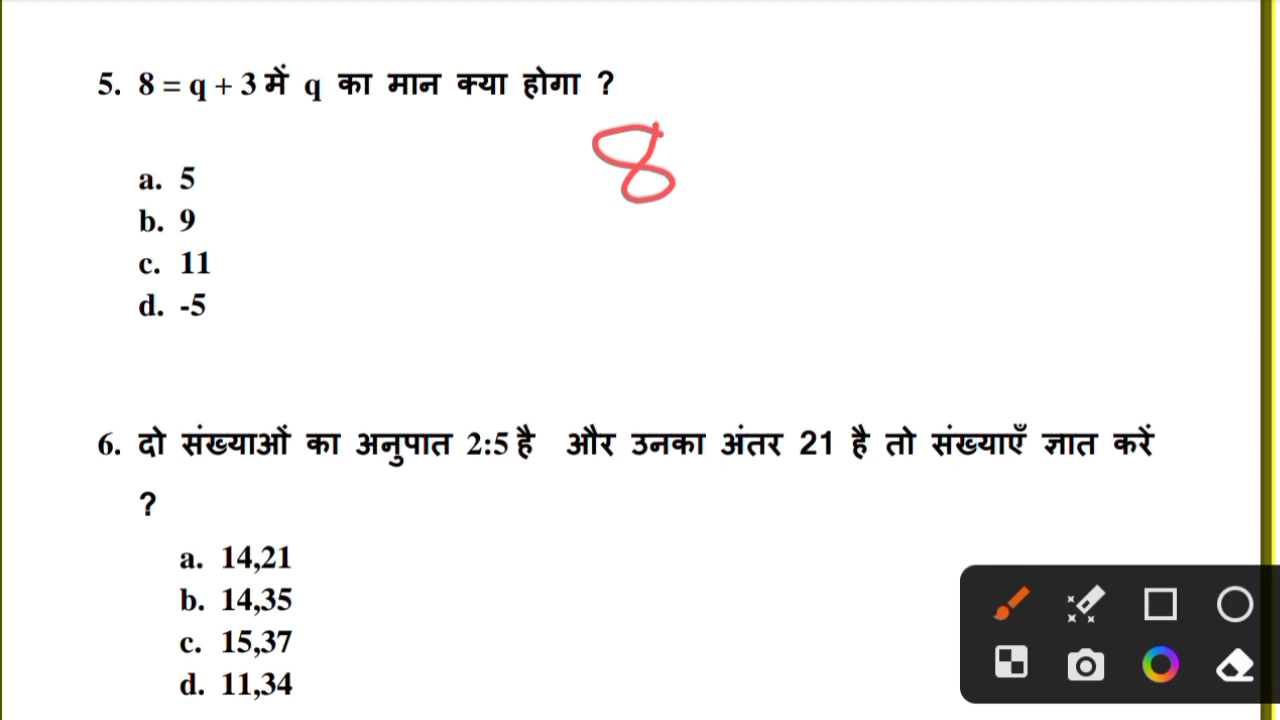 5. 8 = q + 3 में q का मान क्या होगा ?
8
a. 5
b. 9
c. 11
d. -5
6. दो संख्याओं का अनुपात 2:5 है और उनका अंतर 21 है तो संख्याएँ ज्ञात करें
?
a. 14,21
b. 14,35
c. 15,37
d. 11,34